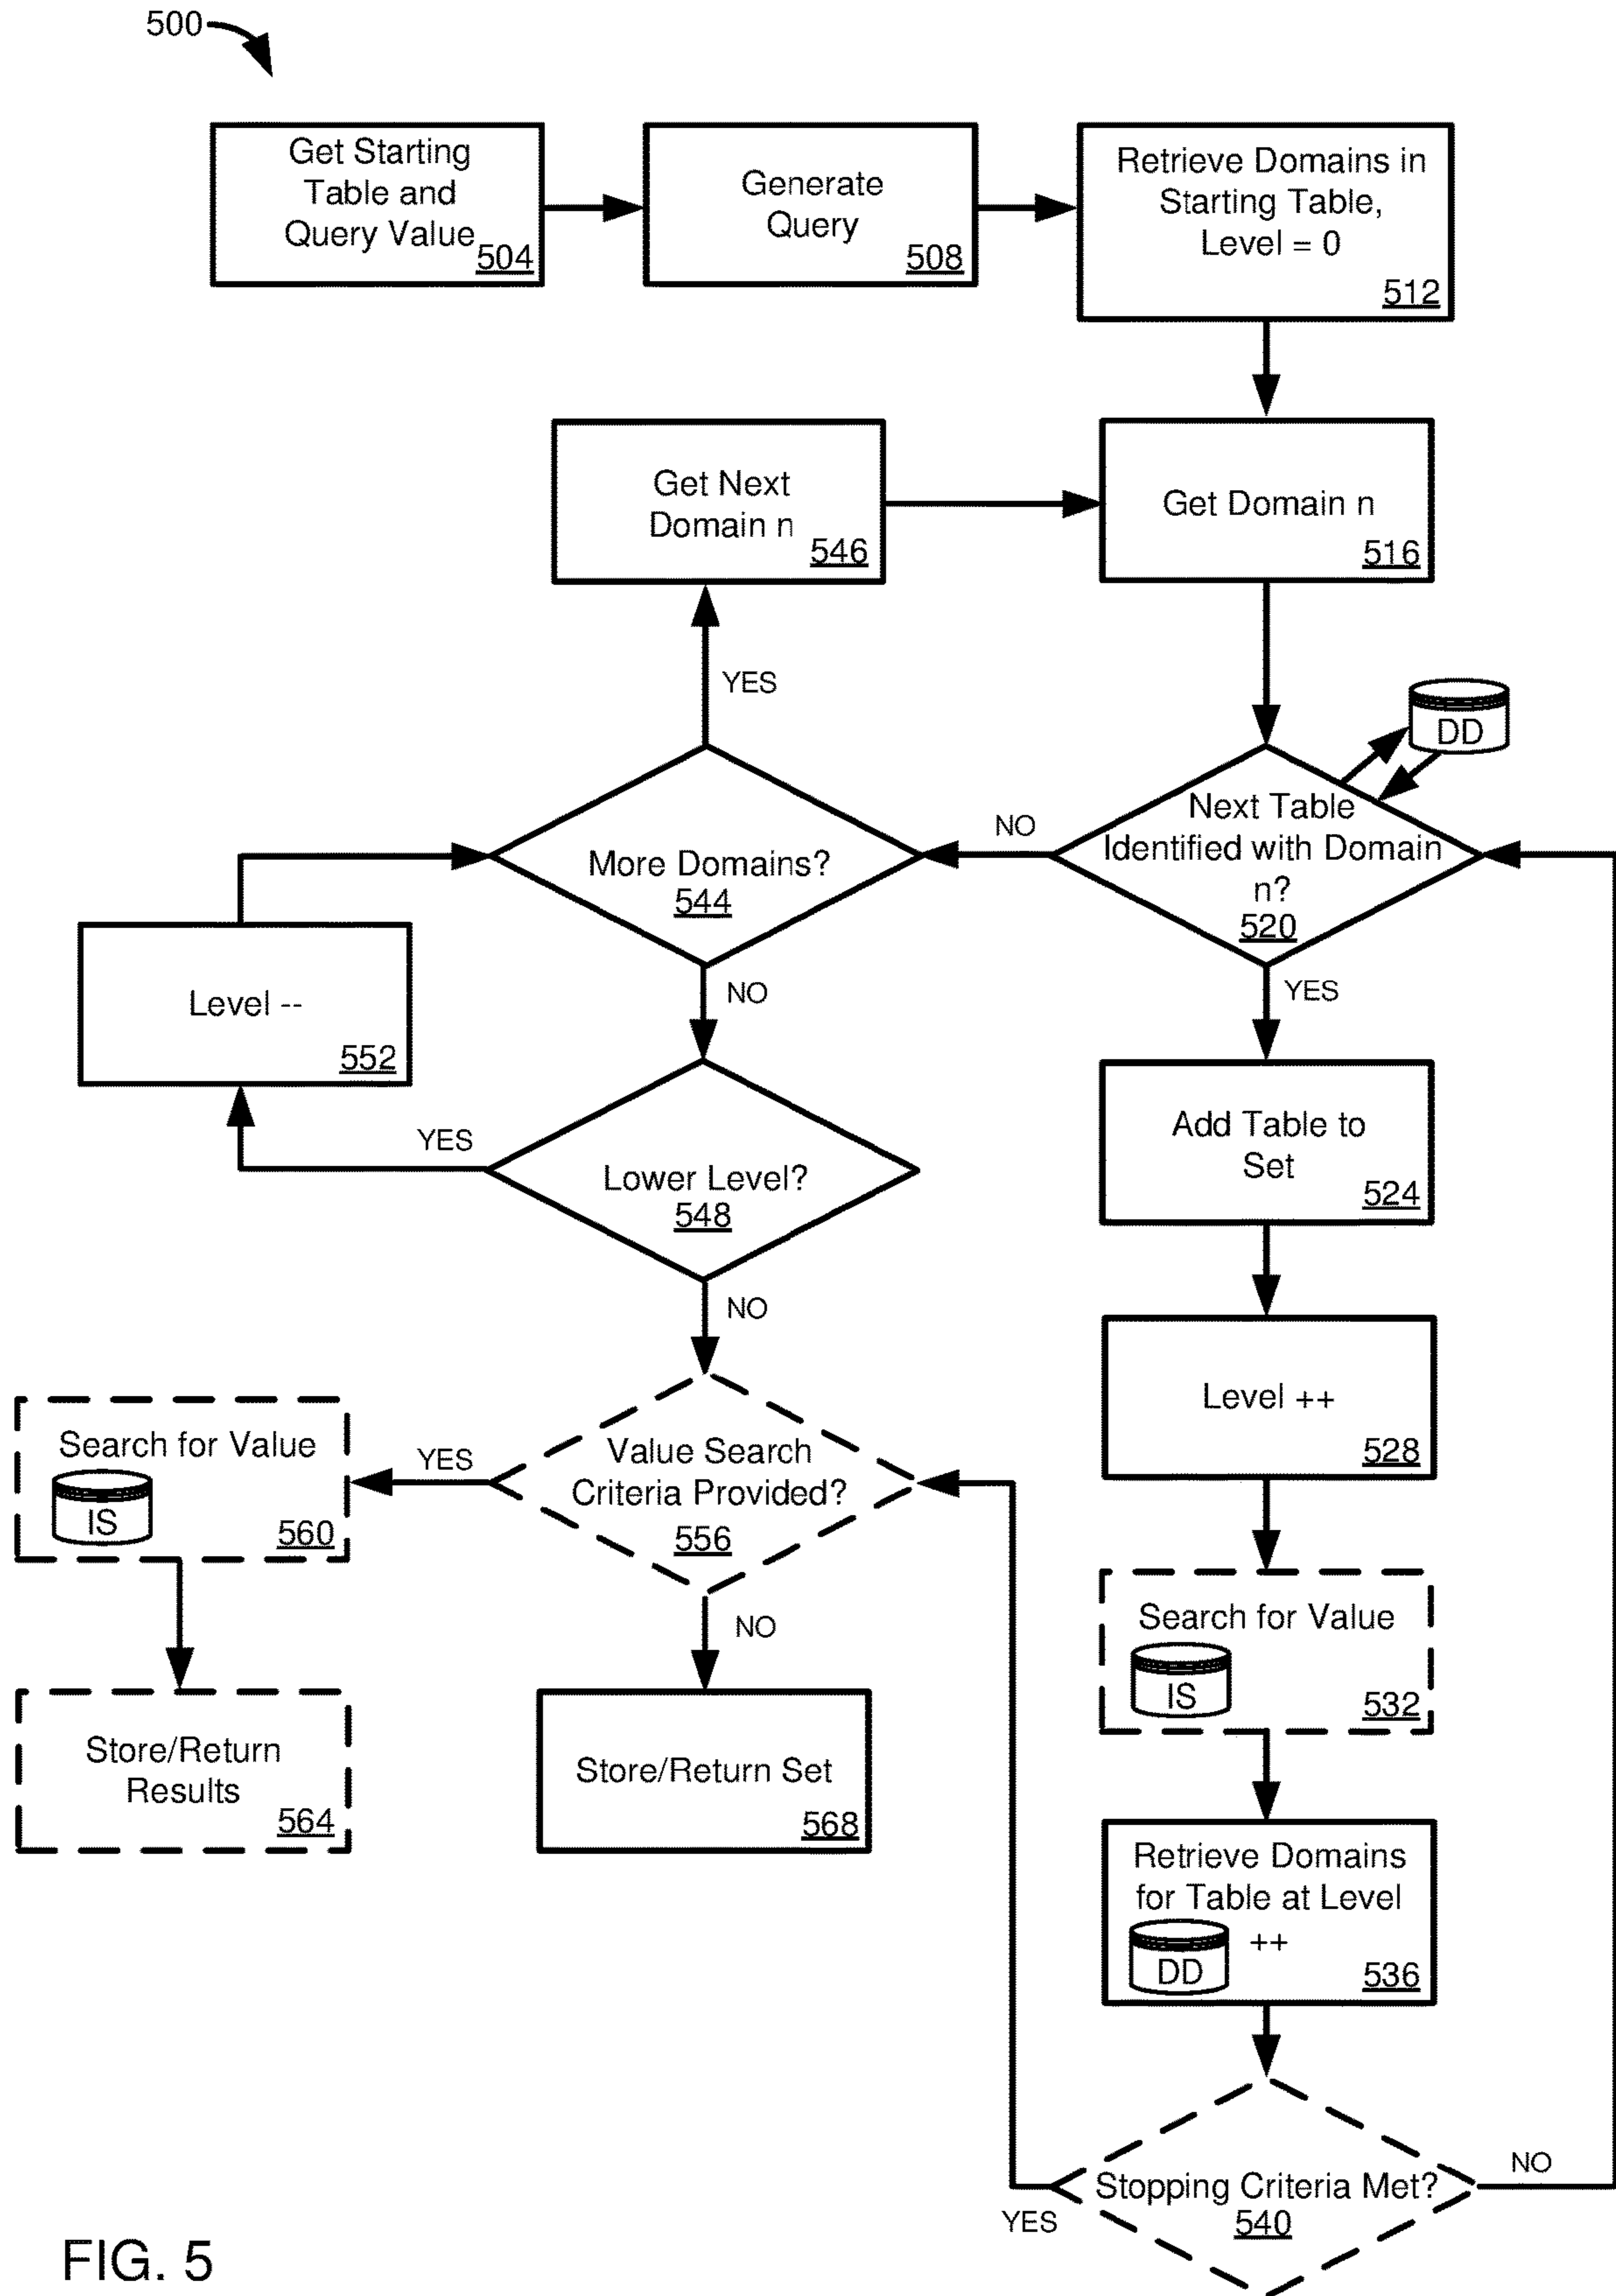 500
Get Starting
Table and
Query Value
504
Generate
Query
508
Retrieve Domains in
Starting Table,
Level = 0
512
Get Next
Domain n
546
Get Domain n
516
YES
DD
Next Table
Identified with Domain
n?
520
NO
More Domains?
544
Level --
552
NO
YES
Add Table to
Set
524
YES
Lower Level?
548
NO
Level ++
528
Search for Value
IS
560
YES
Value Search
Criteria Provided?
556
NO
Search for Value
IS
532
Store/Return
Results
564
Store/Return Set
568
Retrieve Domains
for Table at Level
++
DD
536
Stopping Criteria Met?
540
NO
YES
FIG. 5